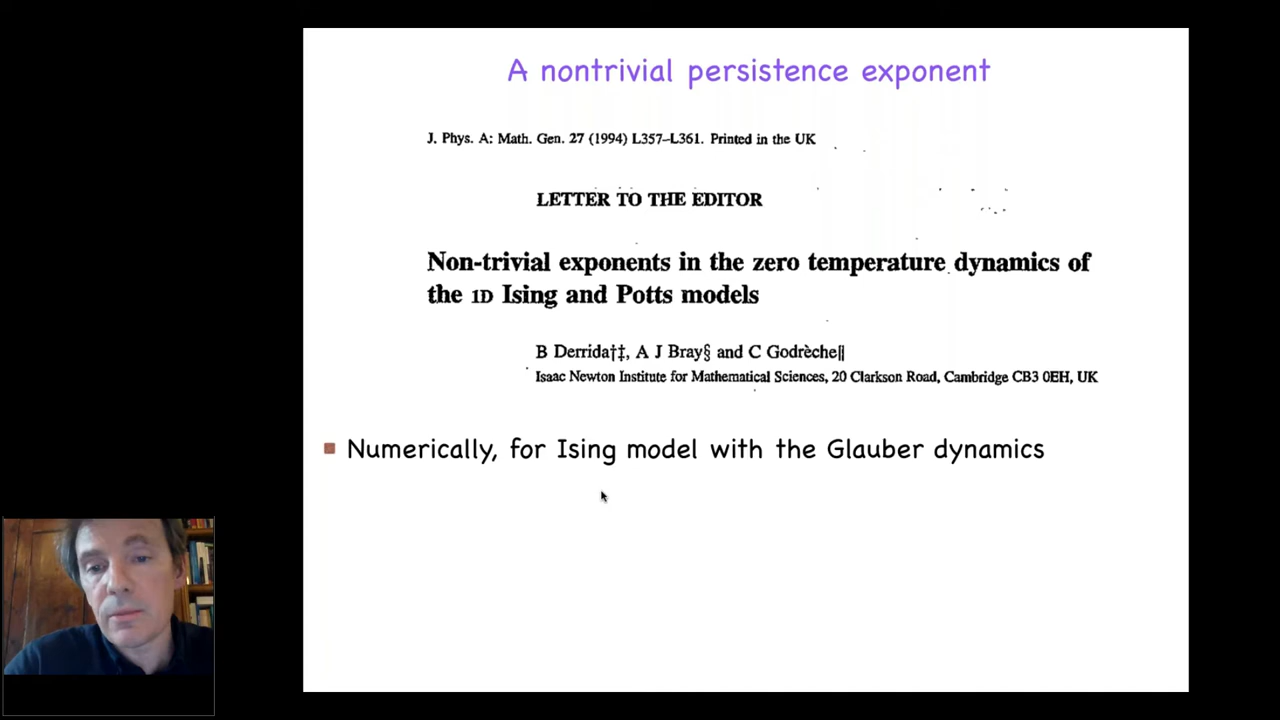 A nontrivial persistence exponent
J. Phys. A: Math. Gen. 27 (1994) L357–L361. Printed in the UK
LETTER TO THE EDITOR
Non-trivial exponents in the zero temperature dynamics of
the 1D Ising and Potts models
B Derrida†‡, A J Bray§ and C Godrèche‖
Isaac Newton Institute for Mathematical Sciences, 20 Clarkson Road, Cambridge CB3 0EH, UK
Numerically, for Ising model with the Glauber dynamics